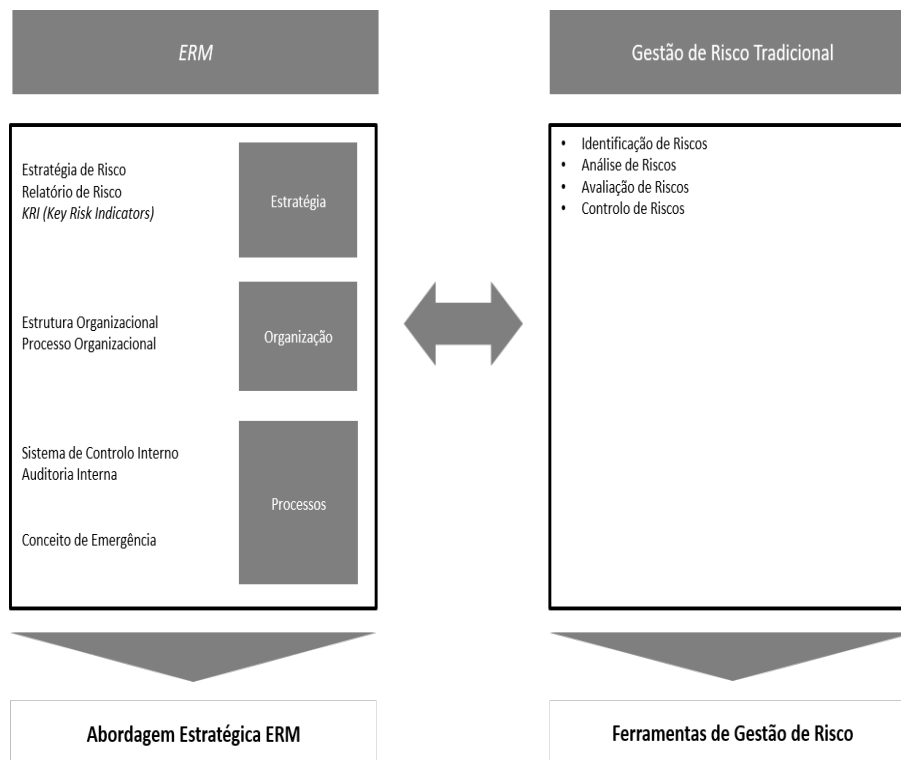 ERM
Estratégia de Risco
Relatório de Risco
KRI (Key Risk Indicators)
Estratégia
Estrutura Organizacional
Processo Organizacional
Organização
Sistema de Controlo Interno
Auditoria Interna
Conceito de Emergência
Processos
Abordagem Estratégica ERM
Gestão de Risco Tradicional
• Identificação de Riscos
• Análise de Riscos
• Avaliação de Riscos
• Controlo de Riscos
Ferramentas de Gestão de Risco